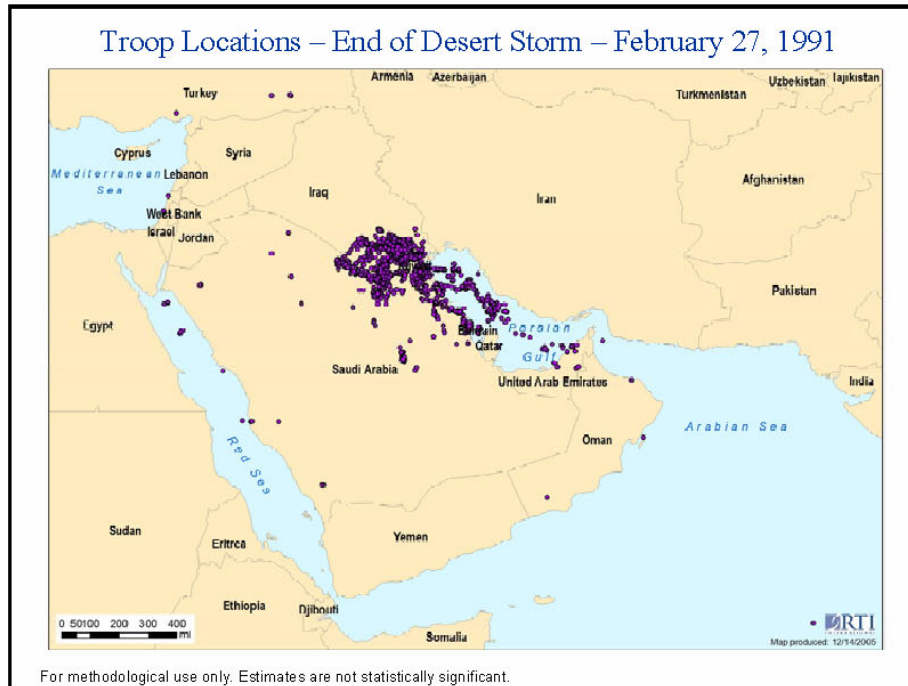 Troop Locations – End of Desert Storm – February 27, 1991
Armenia
Azerbaijan
Uzbekistan
Tajikistan
Turkey
Turkmenistan
Cyprus
Syria
Mediterranean
Sea
Lebanon
Afghanistan
Iraq
Iran
West Bank
Israel
Jordan
Pakistan
Egypt
Bahrain
Persian
Qatar
Gulf
Saudi Arabia
United Arab Emirates
India
Arabian Sea
Oman
Red Sea
Sudan
Yemen
Eritrea
Ethiopia
Djibouti
Somalia
0 50100 200 300 400
mi
RTI
INTERNATIONAL
Map produced: 12/14/2005
For methodological use only. Estimates are not statistically significant.